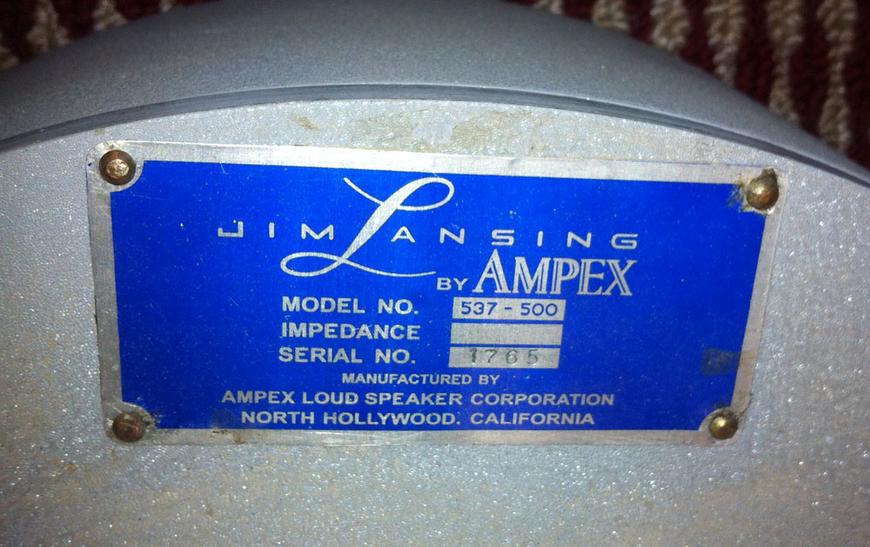 JIM LANSING
BY AMPEX
MODEL NO. 537-500
IMPEDANCE
SERIAL NO. 1765
MANUFACTURED BY
AMPEX LOUD SPEAKER CORPORATION
NORTH HOLLYWOOD. CALIFORNIA